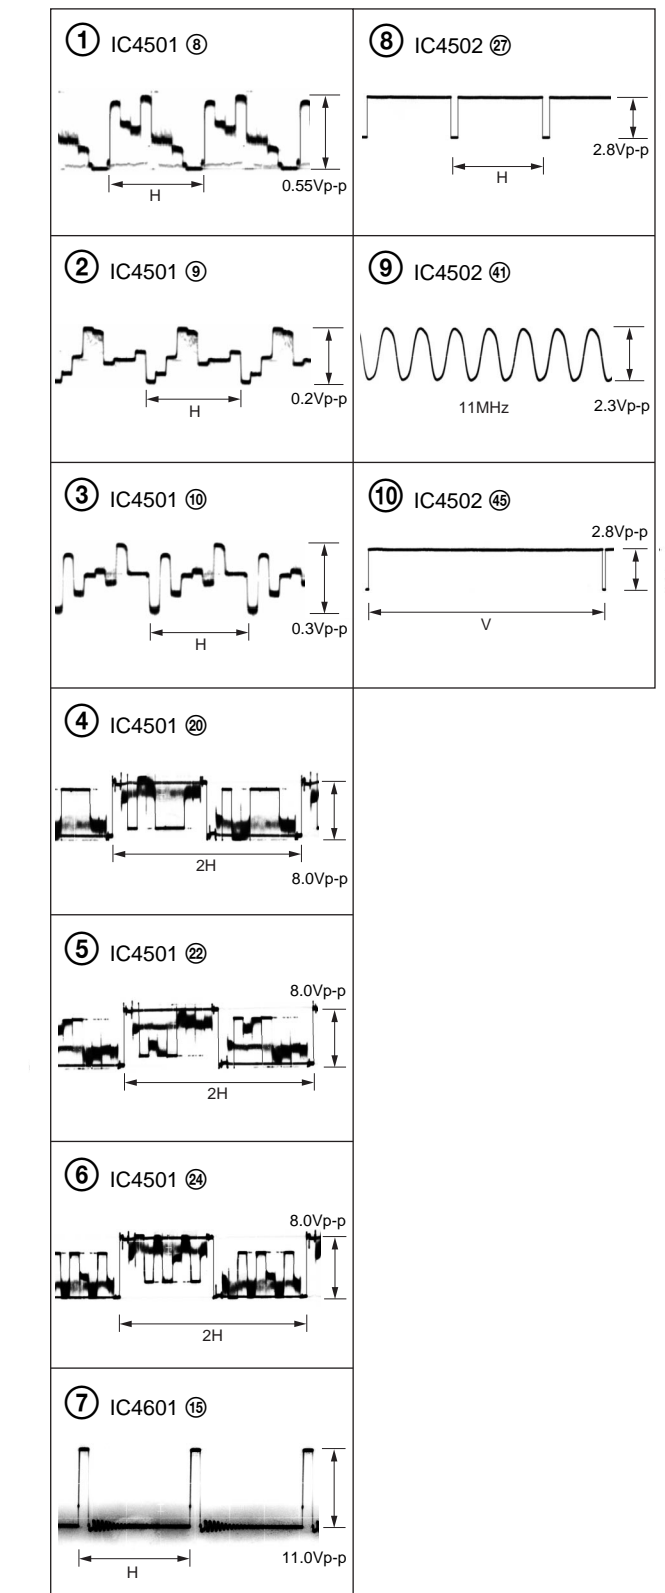 ① IC4501 ⑧
0.55Vp-p
H
② IC4501 ⑨
0.2Vp-p
H
③ IC4501 ⑩
0.3Vp-p
H
④ IC4501 ⑳
2H
8.0Vp-p
⑤ IC4501 ㉒
8.0Vp-p
2H
⑥ IC4501 ㉔
8.0Vp-p
2H
⑦ IC4601 ⑮
11.0Vp-p
H
⑧ IC4502 ㉗
2.8Vp-p
H
⑨ IC4502 ㊶
11MHz 2.3Vp-p
⑩ IC4502 ㊺
2.8Vp-p
V